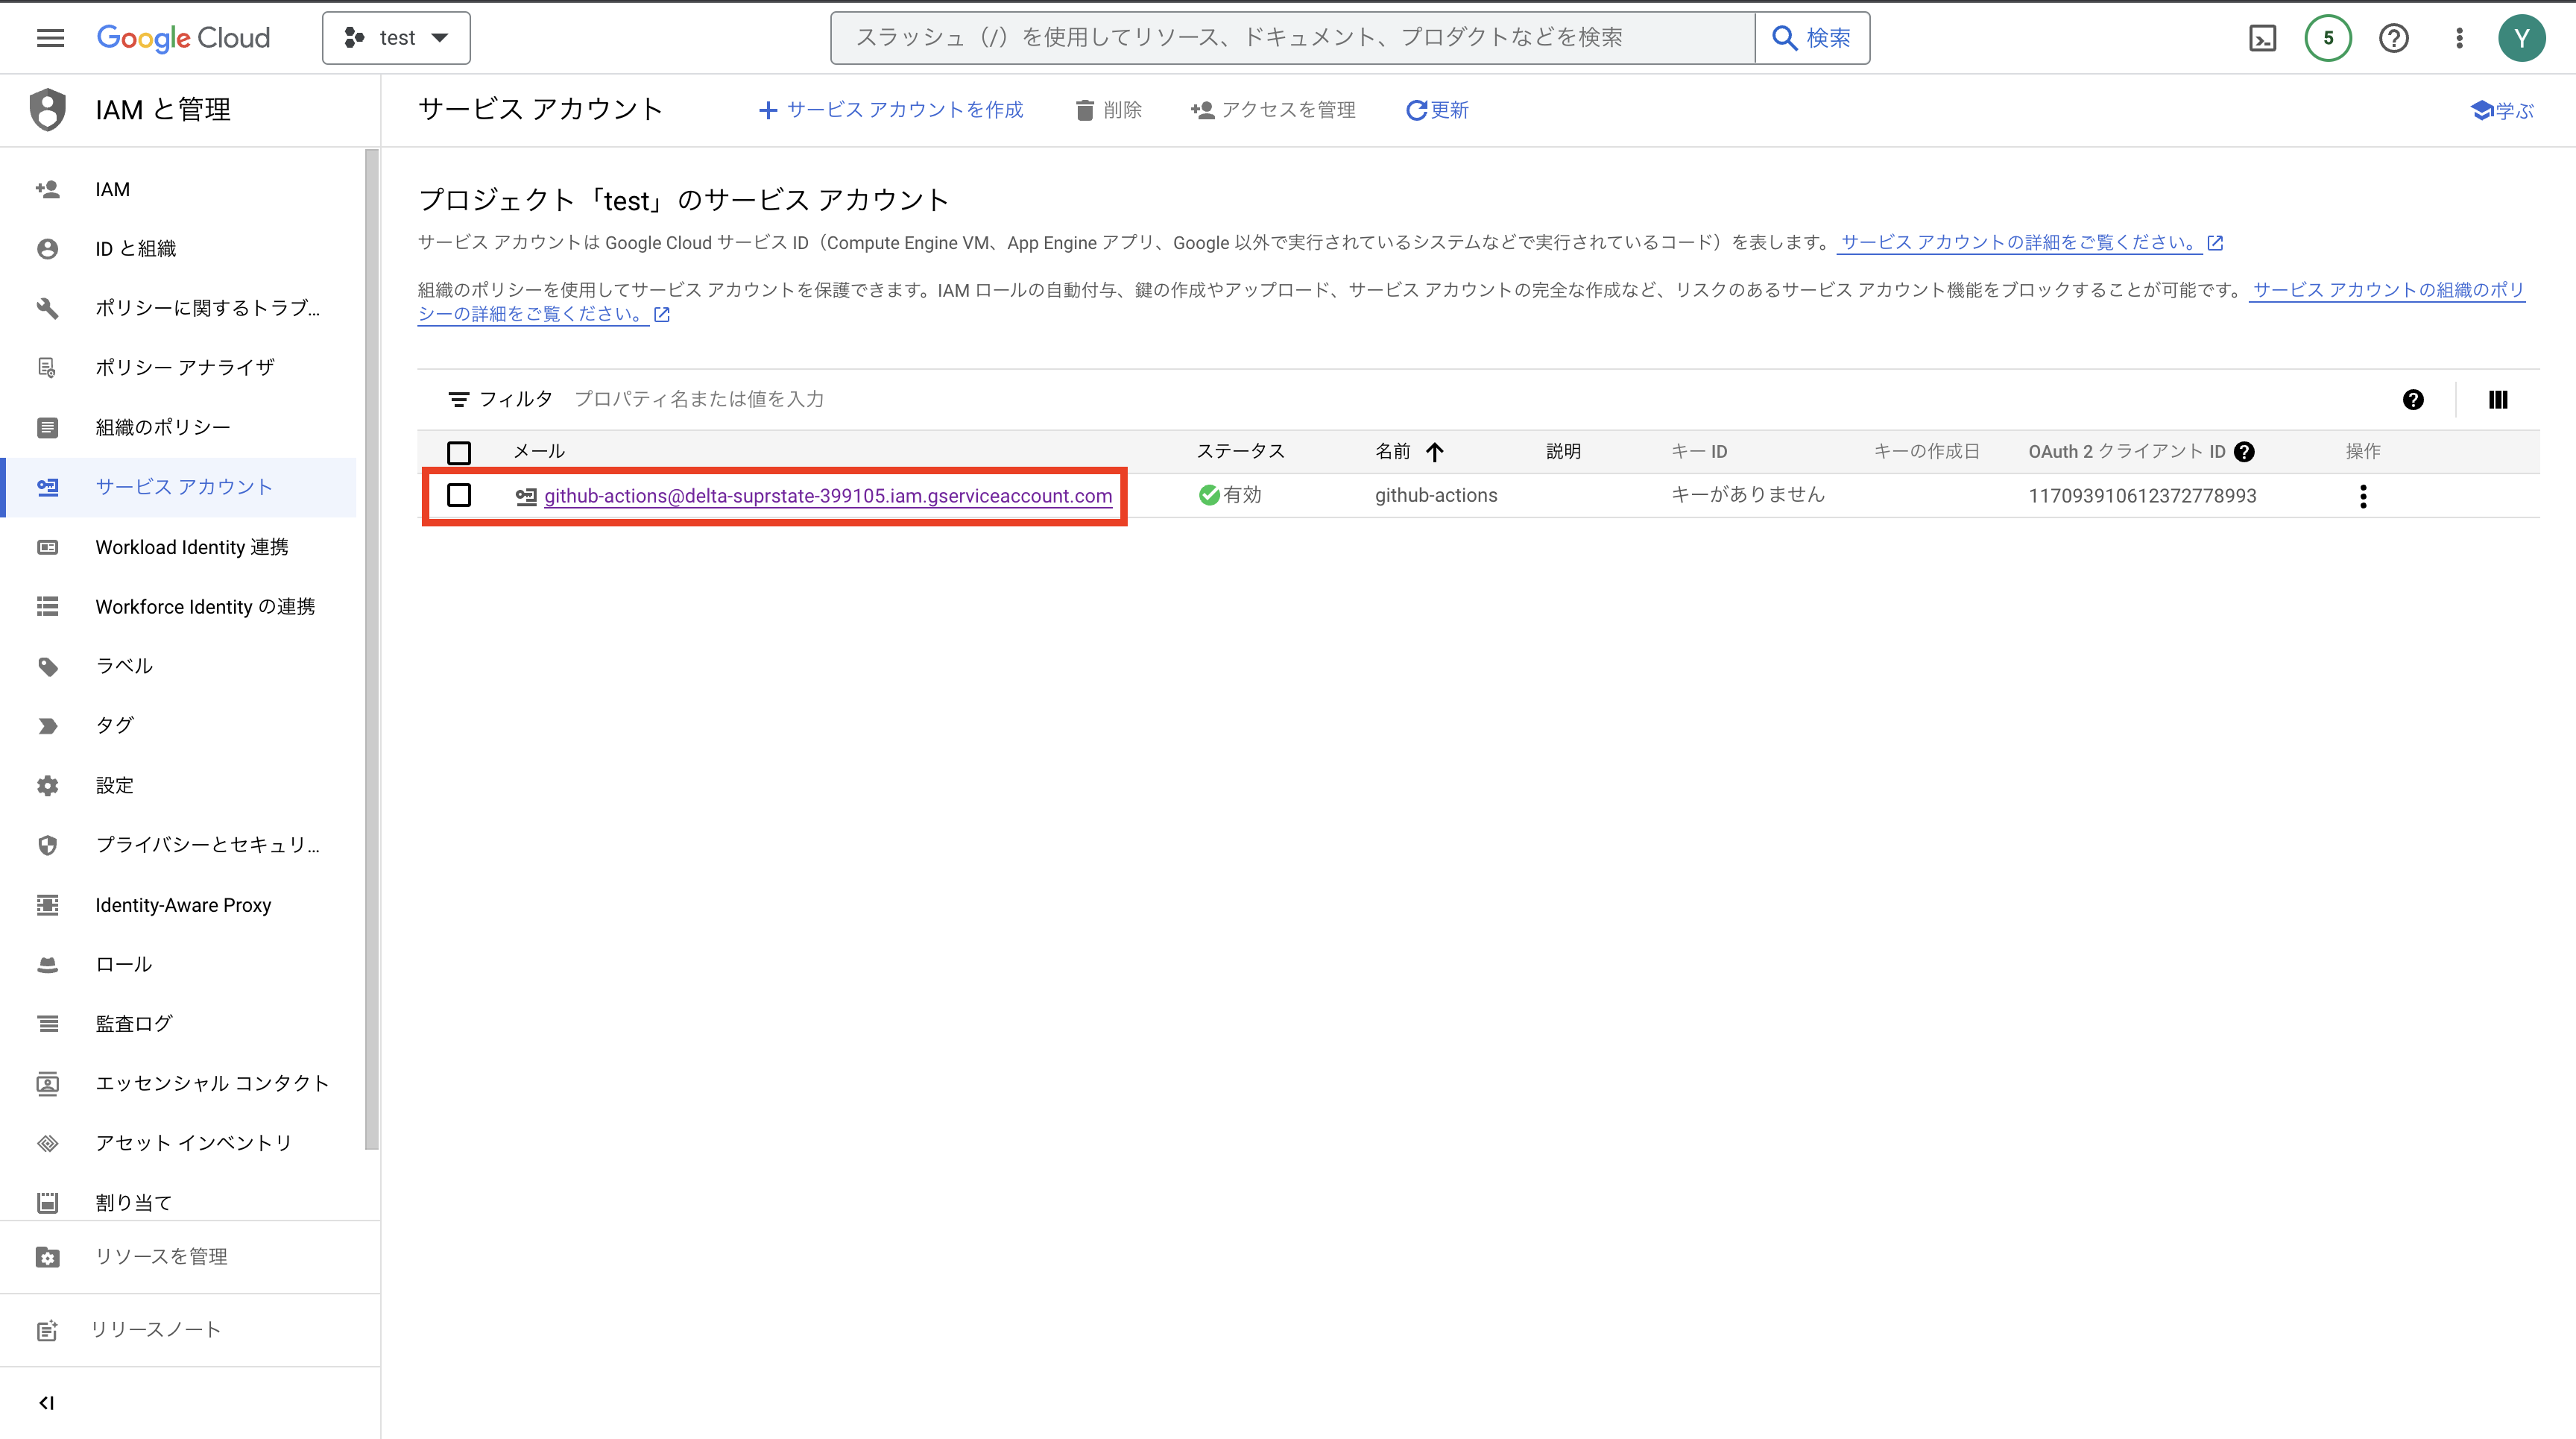 Google Cloud
test
スラッシュ（/）を使用してリソース、ドキュメント、プロダクトなどを検索
検索
5
Y
IAM と管理
サービス アカウント
サービス アカウントを作成
削除
アクセスを管理
更新
学ぶ
IAM
ID と組織
ポリシーに関するトラブ...
ポリシー アナライザ
組織のポリシー
サービス アカウント
Workload Identity 連携
Workforce Identity の連携
ラベル
タグ
設定
プライバシーとセキュリ...
Identity-Aware Proxy
ロール
監査ログ
エッセンシャル コンタクト
アセット インベントリ
割り当て
リソースを管理
リリースノート
プロジェクト「test」のサービス アカウント
サービス アカウントは Google Cloud サービス ID（Compute Engine VM、App Engine アプリ、Google 以外で実行されているシステムなどで実行されているコード）を表します。 サービス アカウントの詳細をご覧ください。
組織のポリシーを使用してサービス アカウントを保護できます。IAM ロールの自動付与、鍵の作成やアップロード、サービス アカウントの完全な作成など、リスクのあるサービス アカウント機能をブロックすることが可能です。 サービス アカウントの組織のポリ
シーの詳細をご覧ください。
フィルタ プロパティ名または値を入力
メール ステータス 名前 説明 キー ID キーの作成日 OAuth 2 クライアント ID 操作
github-actions@delta-suprstate-399105.iam.gserviceaccount.com 有効 github-actions キーがありません 117093910612372778993